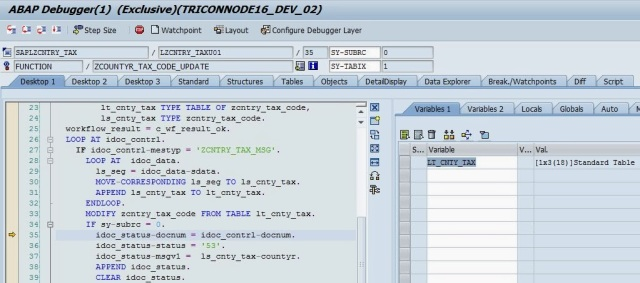 ABAP Debugger(1)  (Exclusive)(TRICONNODE16_DEV_02)
Step Size Watchpoint Layout Configure Debugger Layer
SAPLZCNTRY_TAX / LZCNTRY_TAXU01 / 35 SY-SUBRC 0
FUNCTION / ZCOUNTYR_TAX_CODE_UPDATE SY-TABIX 1
Desktop 1 Desktop 2 Desktop 3 Standard Structures Tables Objects DetailDisplay Data Explorer Break./Watchpoints Diff Script
Variables 1 Variables 2 Locals Globals Auto M
S... Variable V... Val.
LT_CNTY_TAX [1x3(18)]Standard Table
23 lt_cnty_tax TYPE TABLE OF zcntry_tax_code,
24 ls_cnty_tax TYPE zcntry_tax_code.
25 workflow_result = c_wf_result_ok.
26 LOOP AT idoc_contrl.
27 IF idoc_contrl-mestyp = 'ZCNTRY_TAX_MSG'.
28 LOOP AT idoc_data.
29 ls_seg = idoc_data-sdata.
30 MOVE-CORRESPONDING ls_seg TO ls_cnty_tax.
31 APPEND ls_cnty_tax TO lt_cnty_tax.
32 ENDLOOP.
33 MODIFY zcntry_tax_code FROM TABLE lt_cnty_tax.
34 IF sy-subrc = 0.
35 idoc_status-docnum = idoc_contrl-docnum.
36 idoc_status-status = '53'.
37 idoc_status-msgv1 = ls_cnty_tax-countyr.
38 APPEND idoc_status.
39 CLEAR idoc_status.